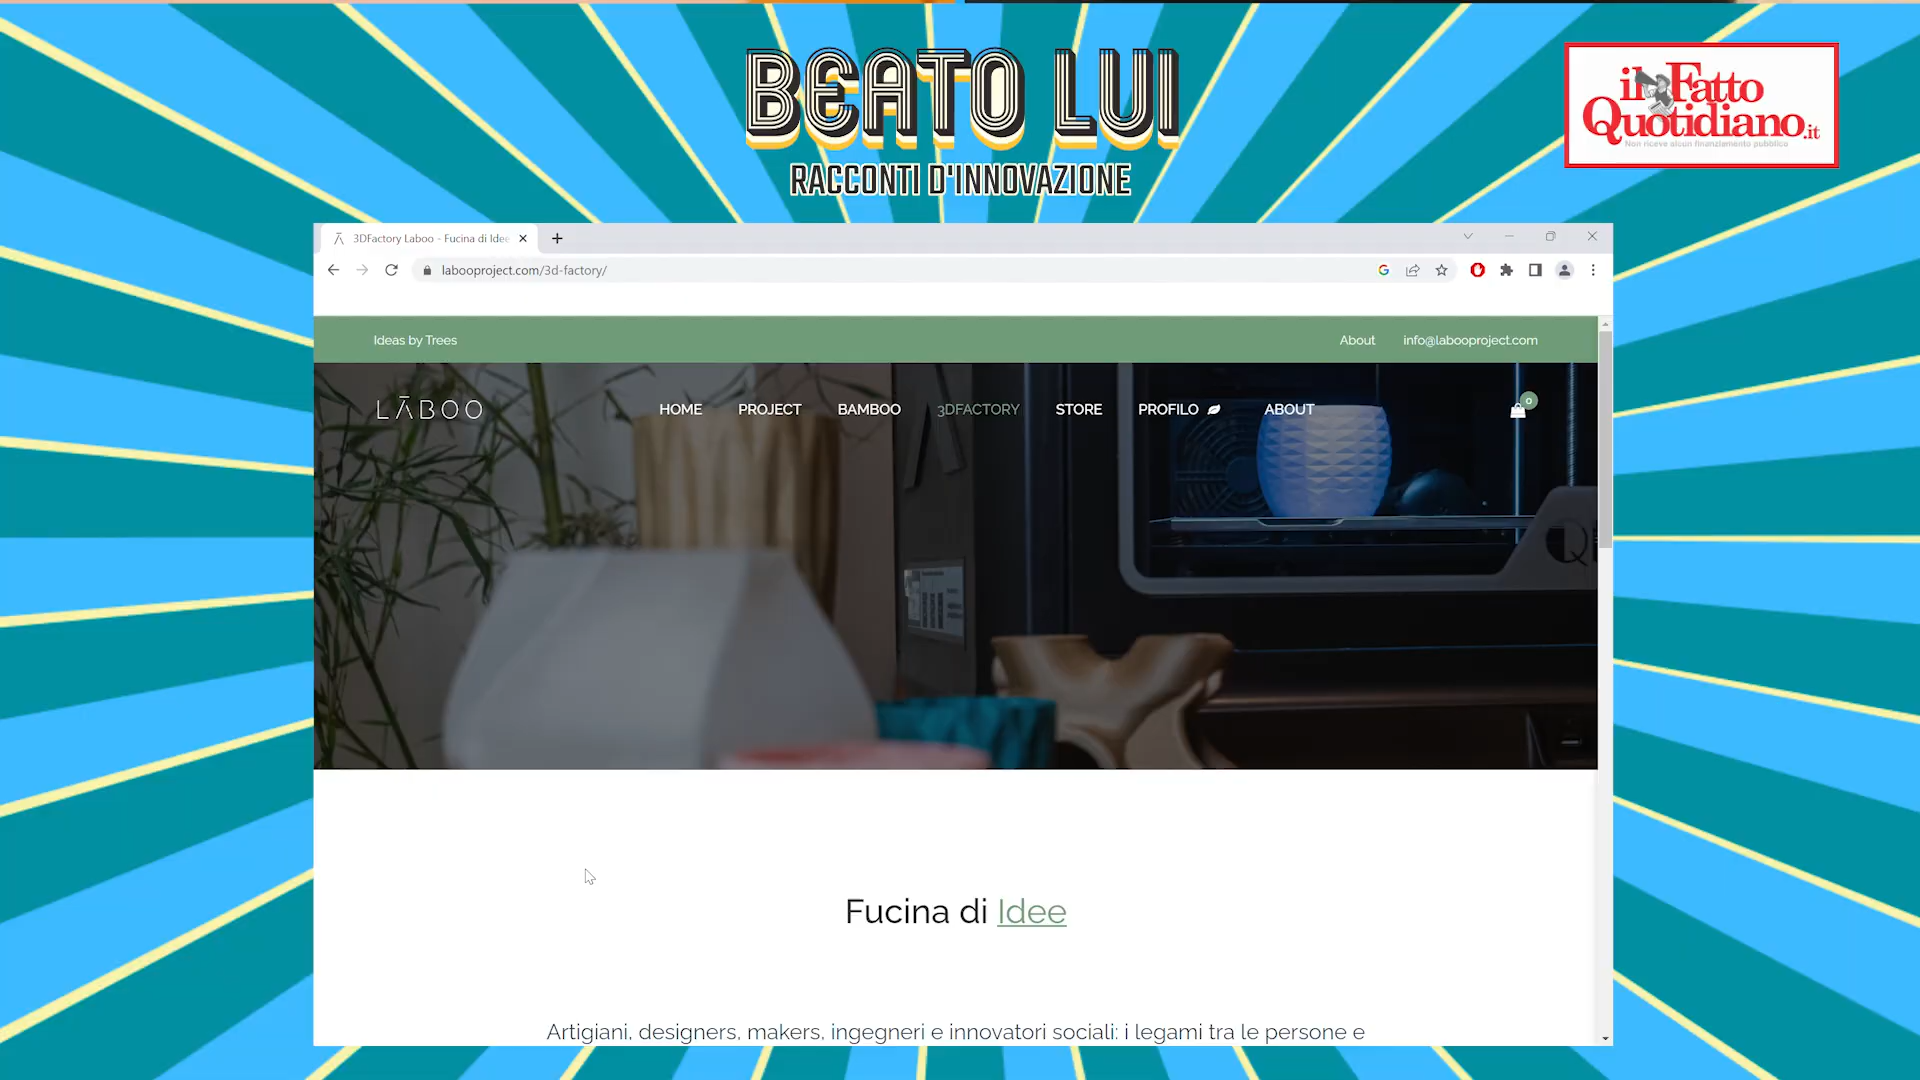 BEATO LUI
RACCONTI D'INNOVAZIONE
il Fatto
Quotidiano.it
Non riceve alcun finanziamento pubblico
3DFactory Laboo - Fucina di Idee
labooproject.com/3d-factory/
Ideas by Trees
About
info@labooproject.com
LĀBOO
HOME
PROJECT
BAMBOO
3DFACTORY
STORE
PROFILO
ABOUT
0
Fucina di Idee
Artigiani, designers, makers, ingegneri e innovatori sociali: i legami tra le persone e